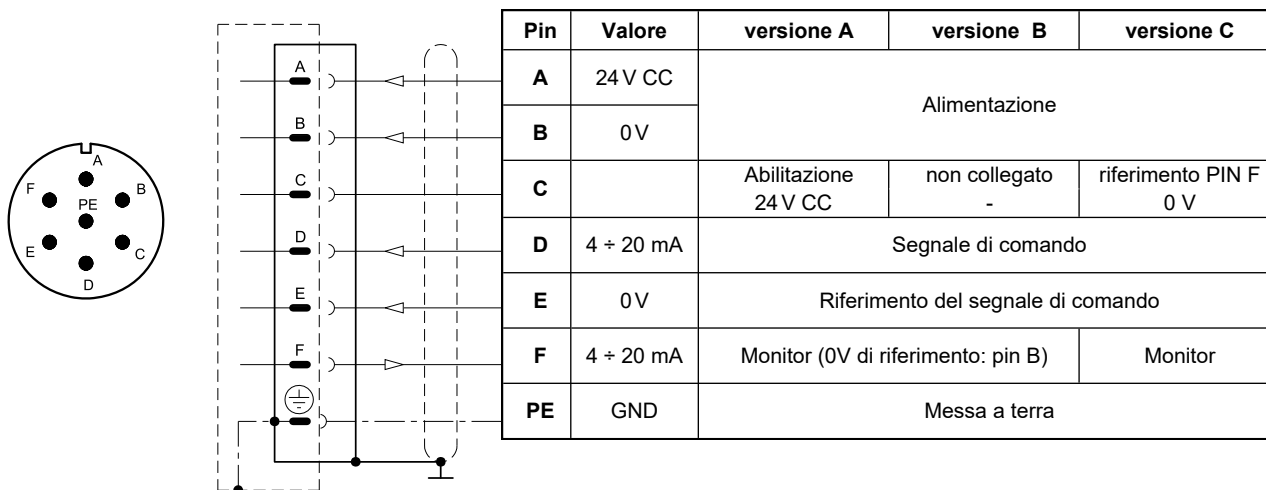 A
B
C
D
E
F
PE
A
B
C
D
E
F
Pin Valore versione A versione B versione C
A 24 V CC Alimentazione
B 0 V
C Abilitazione 24 V CC non collegato - riferimento PIN F 0 V
D 4 ÷ 20 mA Segnale di comando
E 0 V Riferimento del segnale di comando
F 4 ÷ 20 mA Monitor (0V di riferimento: pin B) Monitor
PE GND Messa a terra